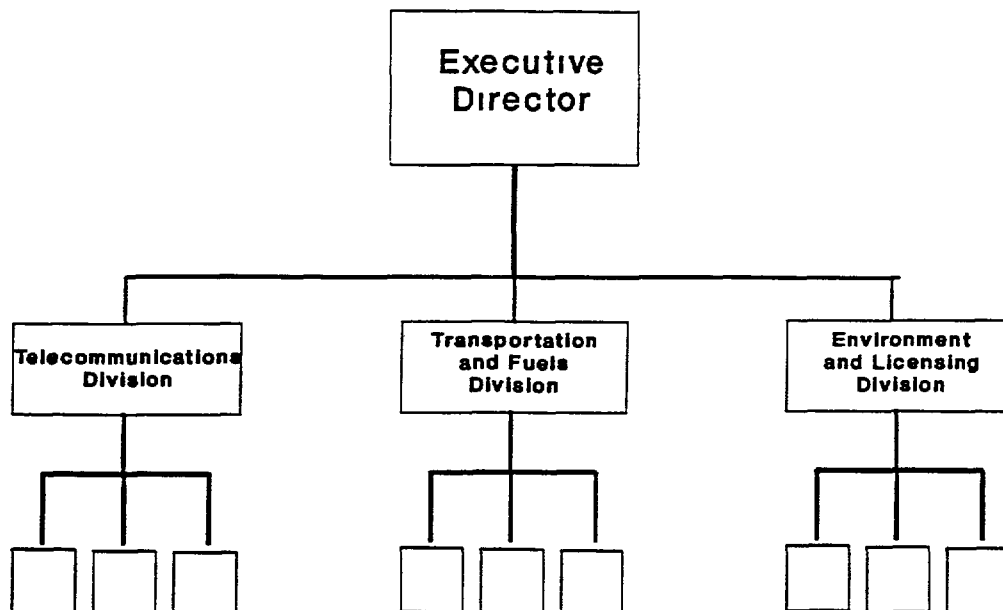 Executive
Director
Telecommunications
Division
Transportation
and Fuels
Division
Environment
and Licensing
Division